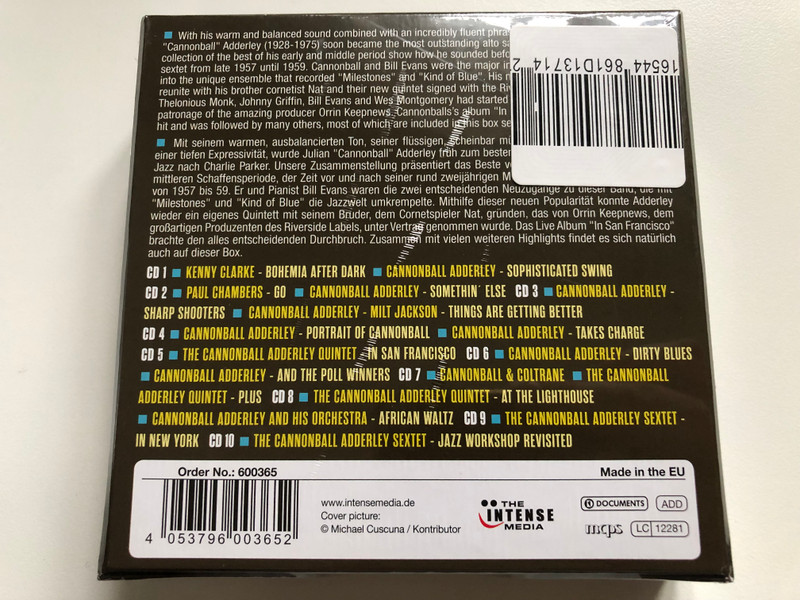 With his warm and balanced sound combined with an incredibly fluent phra
"Cannonball" Adderley (1928-1975) soon became the most outstanding alto sa
collection of the best of his early and middle period show how he sounded befo
sextet from late 1957 until 1959. Cannonball and Bill Evans were the major in
into the unique ensemble that recorded "Milestones" and "Kind of Blue". His n
reunite with his brother cornetist Nat and their new quintet signed with the Riv
Thelonious Monk, Johnny Griffin, Bill Evans and Wes Montgomery had started
patronage of the amazing producer Orrin Keepnews. Cannonballs's album "In
hit and was followed by many others, most of which are included in this box se
Mit seinem warmen, ausbalancierten Ton, seiner flüssigen, scheinbar mü
einer tiefen Expressivität, wurde Julian "Cannonball" Adderley früh zum besten
Jazz nach Charlie Parker. Unsere Zusammenstellung präsentiert das Beste v
mittleren Schaffensperiode, der Zeit vor und nach seiner rund zweijährigen M
von 1957 bis 59. Er und Pianist Bill Evans waren die zwei entscheidenden Neuzugänge zu dieser Band, die mit
"Milestones" und "Kind of Blue" die Jazzwelt umkrempelte. Mithilfe dieser neuen Popularität konnte Adderley
wieder ein eigenes Quintett mit seinem Bruder, dem Cornetspieler Nat, gründen, das von Orrin Keepnews, dem
großartigen Produzenten des Riverside Labels, unter Vertrag genommen wurde. Das Live Album "In San Francisco"
brachte den alles entscheidenden Durchbruch. Zusammen mit vielen weiteren Highlights findet es sich natürlich
auch auf dieser Box.
CD 1 KENNY CLARKE - BOHEMIA AFTER DARK CANNONBALL ADDERLEY - SOPHISTICATED SWING
CD 2 PAUL CHAMBERS - GO CANNONBALL ADDERLEY - SOMETHIN' ELSE CD 3 CANNONBALL ADDERLEY -
SHARP SHOOTERS CANNONBALL ADDERLEY - MILT JACKSON - THINGS ARE GETTING BETTER
CD 4 CANNONBALL ADDERLEY - PORTRAIT OF CANNONBALL CANNONBALL ADDERLEY - TAKES CHARGE
CD 5 THE CANNONBALL ADDERLEY QUINTET - IN SAN FRANCISCO CD 6 CANNONBALL ADDERLEY - DIRTY BLUES
CANNONBALL ADDERLEY - AND THE POLL WINNERS CD 7 CANNONBALL & COLTRANE THE CANNONBALL
ADDERLEY QUINTET - PLUS CD 8 THE CANNONBALL ADDERLEY QUINTET - AT THE LIGHTHOUSE
CANNONBALL ADDERLEY AND HIS ORCHESTRA - AFRICAN WALTZ CD 9 THE CANNONBALL ADDERLEY SEXTET -
IN NEW YORK CD 10 THE CANNONBALL ADDERLEY SEXTET - JAZZ WORKSHOP REVISITED
16544 861D13714 2
Order No.: 600365
Made in the EU
4 053796 003652
www.intensemedia.de
Cover picture:
© Michael Cuscuna / Kontributor
THE
INTENSE
MEDIA
DOCUMENTS
ADD
mcps
LC 12281